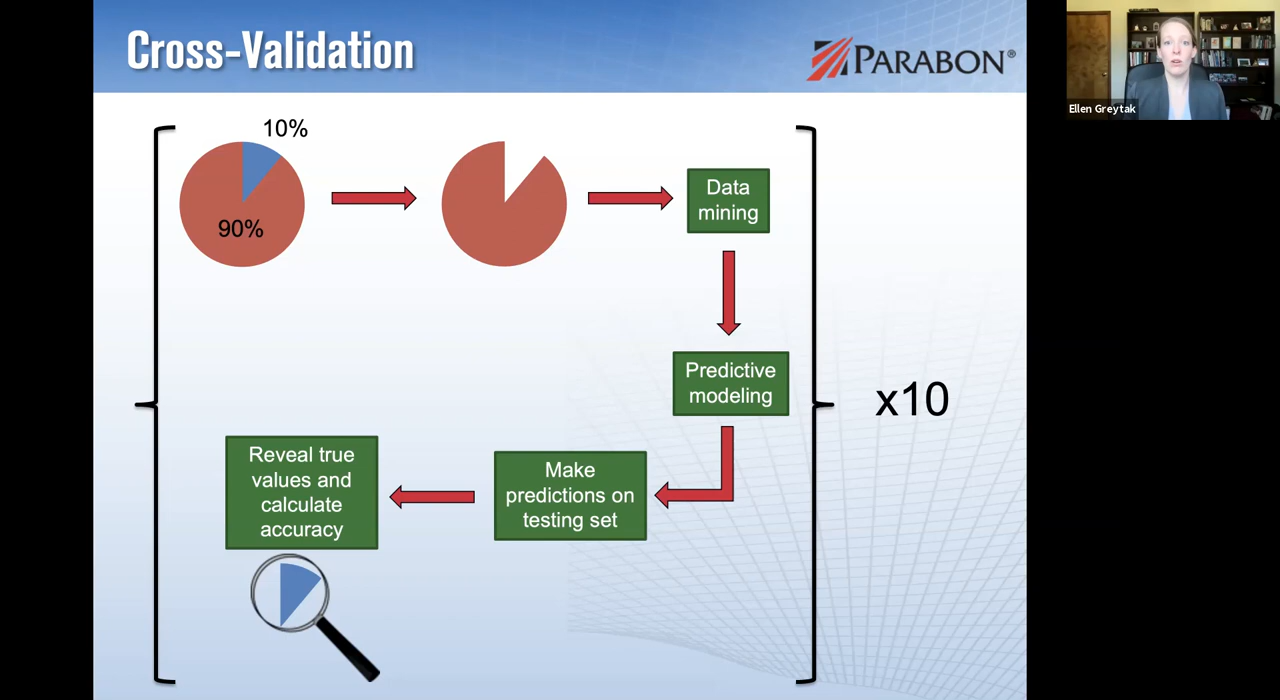 Cross-Validation
PARABON®
Ellen Greytak
10%
90%
Data
mining
Predictive
modeling
x10
Make
predictions on
testing set
Reveal true
values and
calculate
accuracy